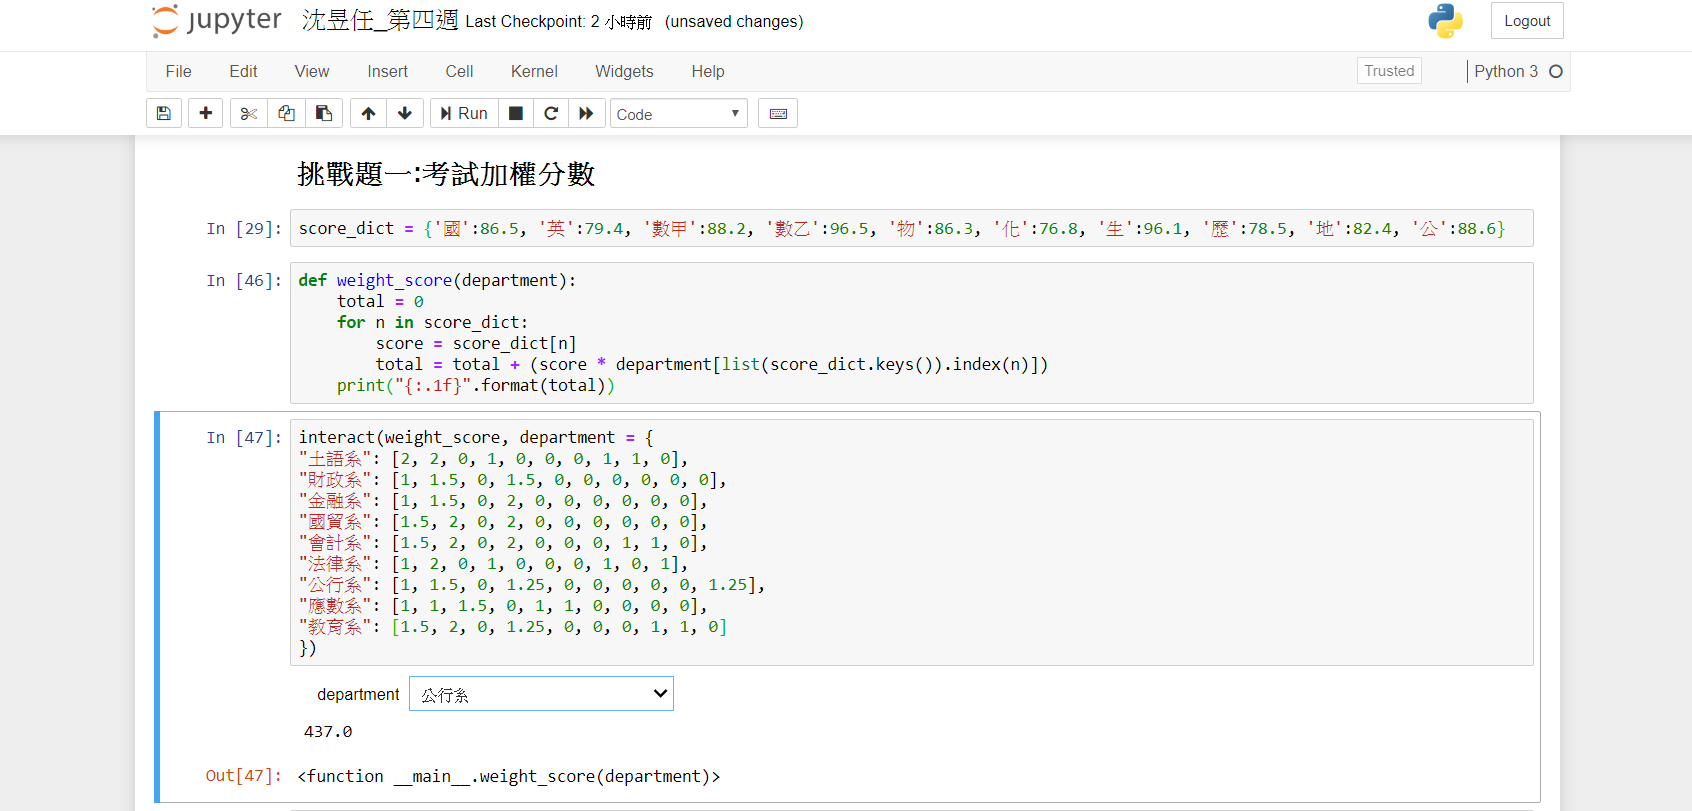 jupyter 沈昱任_第四週 Last Checkpoint: 2 小時前 (unsaved changes) Logout
File Edit View Insert Cell Kernel Widgets Help Trusted Python 3
Run Code
挑戰題一:考試加權分數
In [29]: score_dict = {'國':86.5, '英':79.4, '數甲':88.2, '數乙':96.5, '物':86.3, '化':76.8, '生':96.1, '歷':78.5, '地':82.4, '公':88.6}
In [46]: def weight_score(department):
total = 0
for n in score_dict:
score = score_dict[n]
total = total + (score * department[list(score_dict.keys()).index(n)])
print("{:.1f}".format(total))
In [47]: interact(weight_score, department = {
"土語系": [2, 2, 0, 1, 0, 0, 0, 1, 1, 0],
"財政系": [1, 1.5, 0, 1.5, 0, 0, 0, 0, 0, 0],
"金融系": [1, 1.5, 0, 2, 0, 0, 0, 0, 0, 0],
"國貿系": [1.5, 2, 0, 2, 0, 0, 0, 0, 0, 0],
"會計系": [1.5, 2, 0, 2, 0, 0, 0, 1, 1, 0],
"法律系": [1, 2, 0, 1, 0, 0, 0, 1, 0, 1],
"公行系": [1, 1.5, 0, 1.25, 0, 0, 0, 0, 0, 1.25],
"應數系": [1, 1, 1.5, 0, 1, 1, 0, 0, 0, 0],
"教育系": [1.5, 2, 0, 1.25, 0, 0, 0, 1, 1, 0]
})
department 公行系
437.0
Out[47]: <function __main__.weight_score(department)>